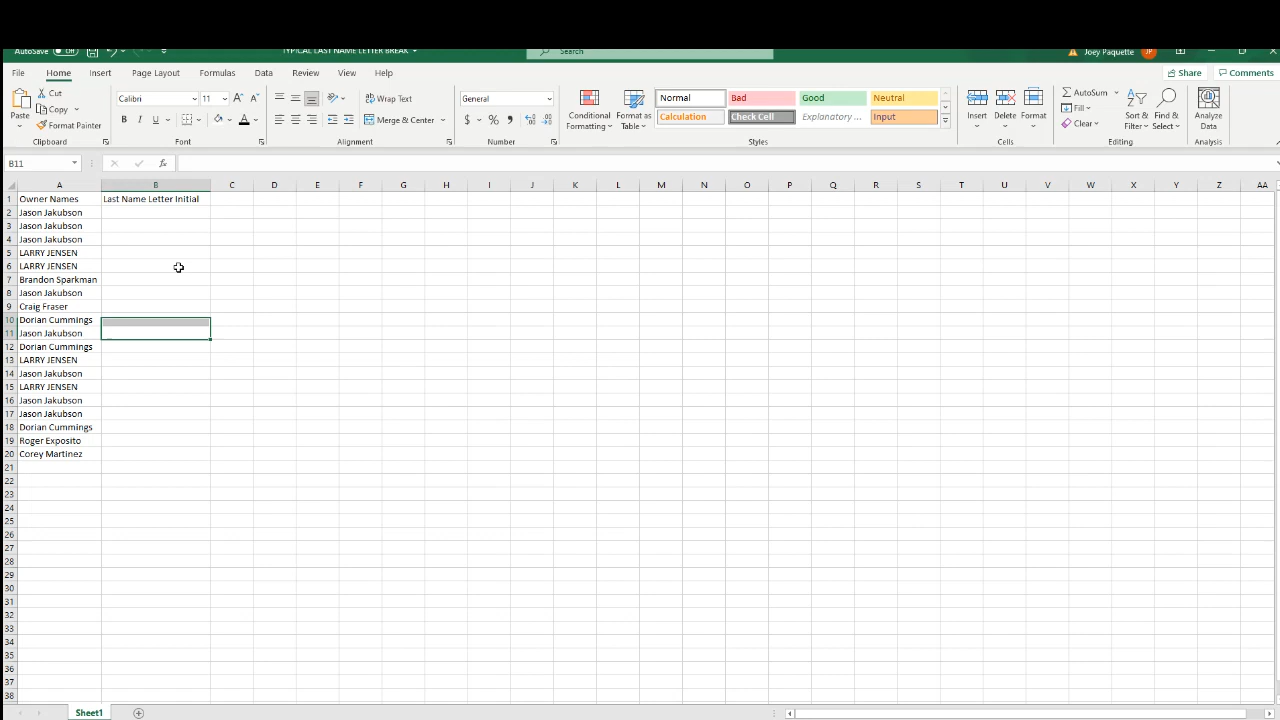 AutoSave Off TYPICAL LAST NAME LETTER BREAK Search Joey Paquette JP
File Home Insert Page Layout Formulas Data Review View Help Share Comments
Paste Cut Copy Format Painter Clipboard
Calibri 11 B I U Font
Wrap Text Merge & Center Alignment
General $ % , Number
Conditional Formatting Format as Table
Normal Bad Good Neutral
Calculation Check Cell Explanatory ... Input
Styles
Insert Delete Format Cells
AutoSum Fill Clear Sort & Filter Find & Select Editing
Analyze Data Analysis
B11 fx
A B C D E F G H I J K L M N O P Q R S T U V W X Y Z AA
1 Owner Names Last Name Letter Initial
2 Jason Jakubson
3 Jason Jakubson
4 Jason Jakubson
5 LARRY JENSEN
6 LARRY JENSEN
7 Brandon Sparkman
8 Jason Jakubson
9 Craig Fraser
10 Dorian Cummings
11 Jason Jakubson
12 Dorian Cummings
13 LARRY JENSEN
14 Jason Jakubson
15 LARRY JENSEN
16 Jason Jakubson
17 Jason Jakubson
18 Dorian Cummings
19 Roger Exposito
20 Corey Martinez
21
22
23
24
25
26
27
28
29
30
31
32
33
34
35
36
37
38
Sheet1